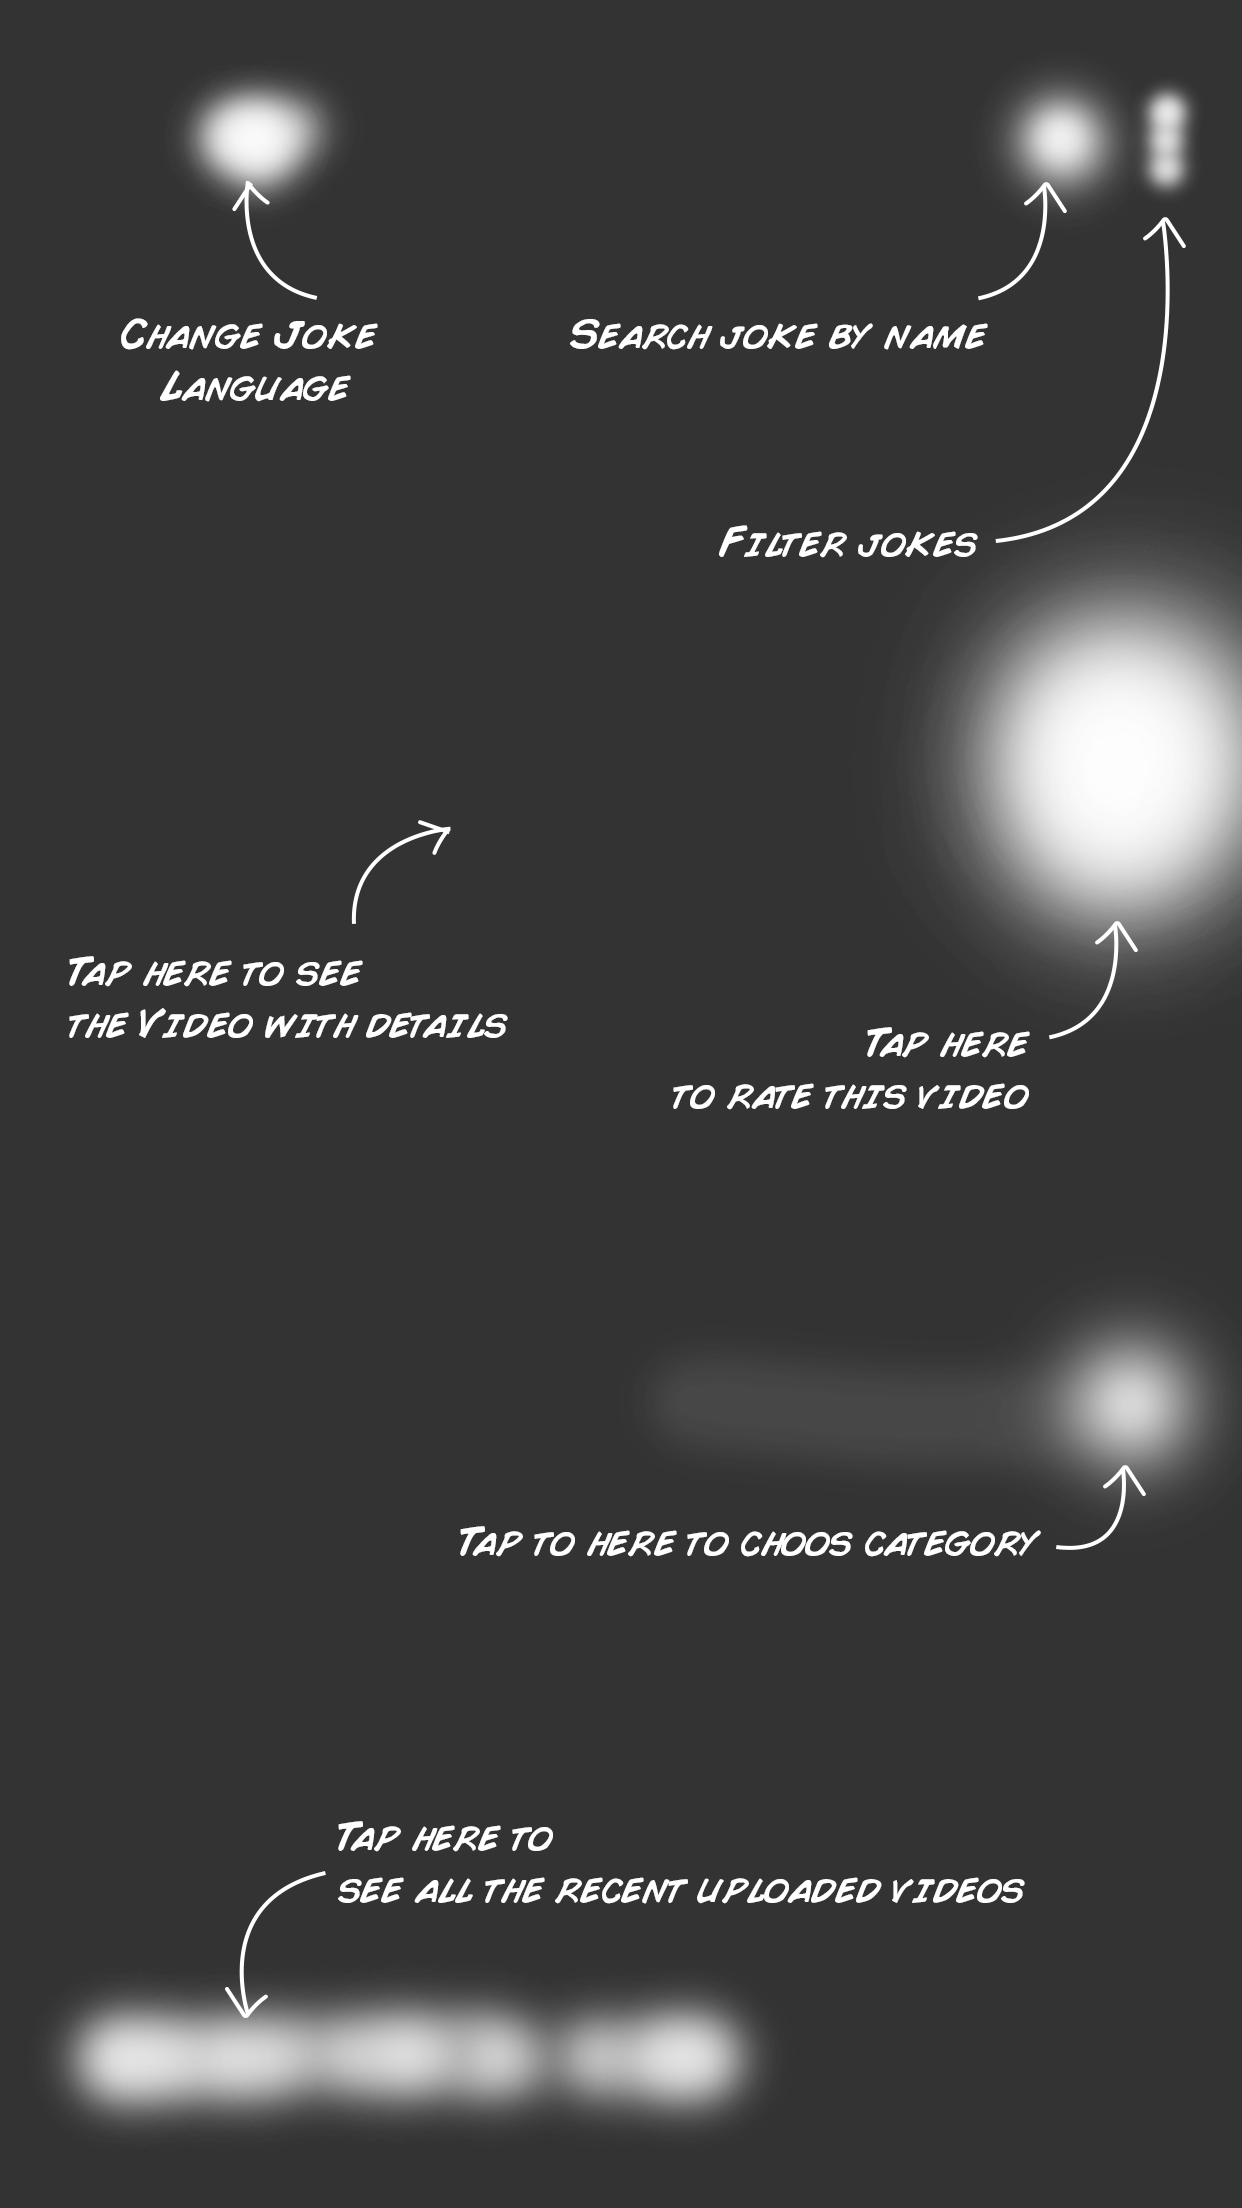 Change Joke
Language
Search joke by name
Filter jokes
Tap here to see
the Video with details
Tap here
to rate this video
Tap to here to choos category
Tap here to
see all the recent uploaded videos